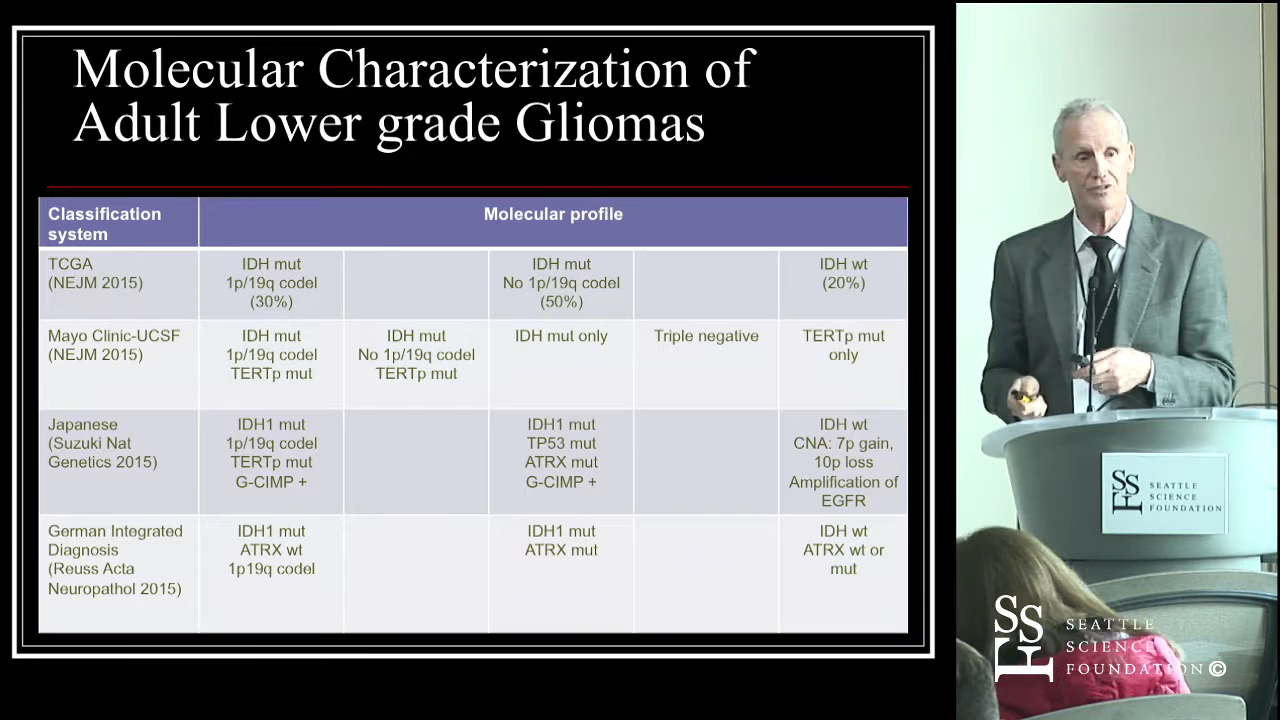 Molecular Characterization of
Adult Lower grade Gliomas
Classification
system
Molecular profile
TCGA
(NEJM 2015)
IDH mut
1p/19q codel
(30%)
IDH mut
No 1p/19q codel
(50%)
IDH wt
(20%)
Mayo Clinic-UCSF
(NEJM 2015)
IDH mut
1p/19q codel
TERTp mut
IDH mut
No 1p/19q codel
TERTp mut
IDH mut only
Triple negative
TERTp mut
only
Japanese
(Suzuki Nat
Genetics 2015)
IDH1 mut
1p/19q codel
TERTp mut
G-CIMP +
IDH1 mut
TP53 mut
ATRX mut
G-CIMP +
IDH wt
CNA: 7p gain,
10p loss
Amplification of
EGFR
German Integrated
Diagnosis
(Reuss Acta
Neuropathol 2015)
IDH1 mut
ATRX wt
1p19q codel
IDH1 mut
ATRX mut
IDH wt
ATRX wt or
mut
SSF
SEATTLE
SCIENCE
FOUNDATION
SSF
SEATTLE
SCIENCE
FOUNDATION©